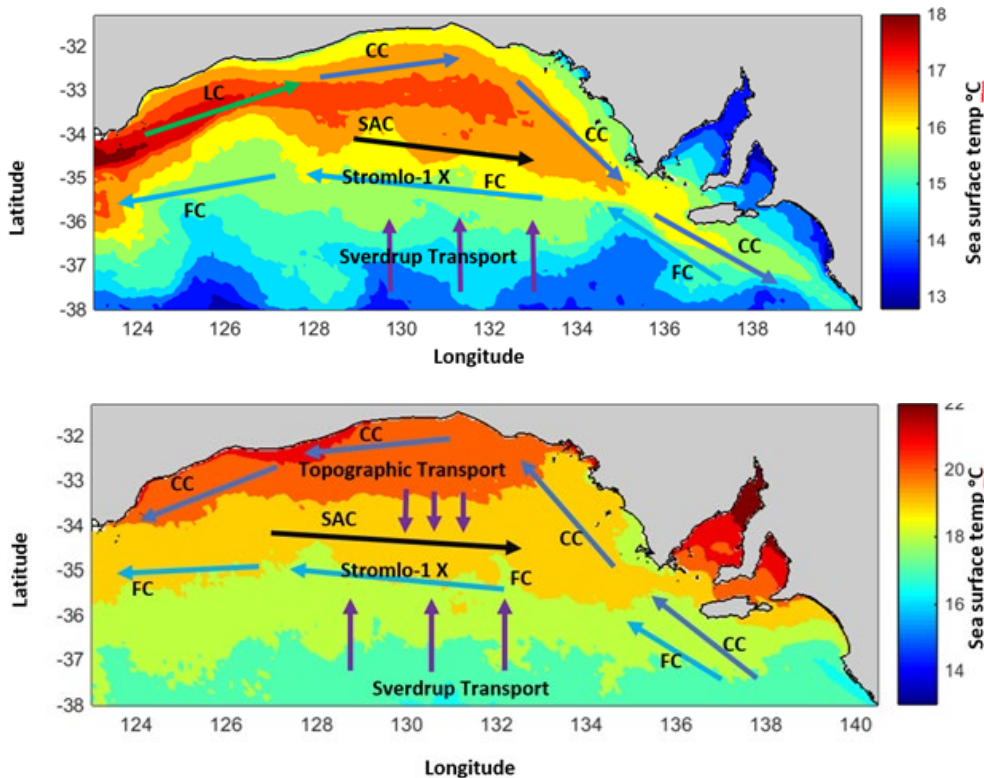 18
-32
CC
17
-33
LC
CC
-34
SAC
16
-35
Stromlo-1 X
FC
15
FC
-36
CC
14
-37
Sverdrup Transport
FC
-38
13
124 126 128 130 132 134 136 138 140
Longitude
Latitude
Sea surface temp °C
22
-32
CC
Topographic Transport
20
-33
CC
-34
SAC
CC
18
-35
Stromlo-1 X
FC
FC
-36
16
CC
-37
FC
Sverdrup Transport
14
-38
124 126 128 130 132 134 136 138 140
Longitude
Latitude
Sea surface temp °C